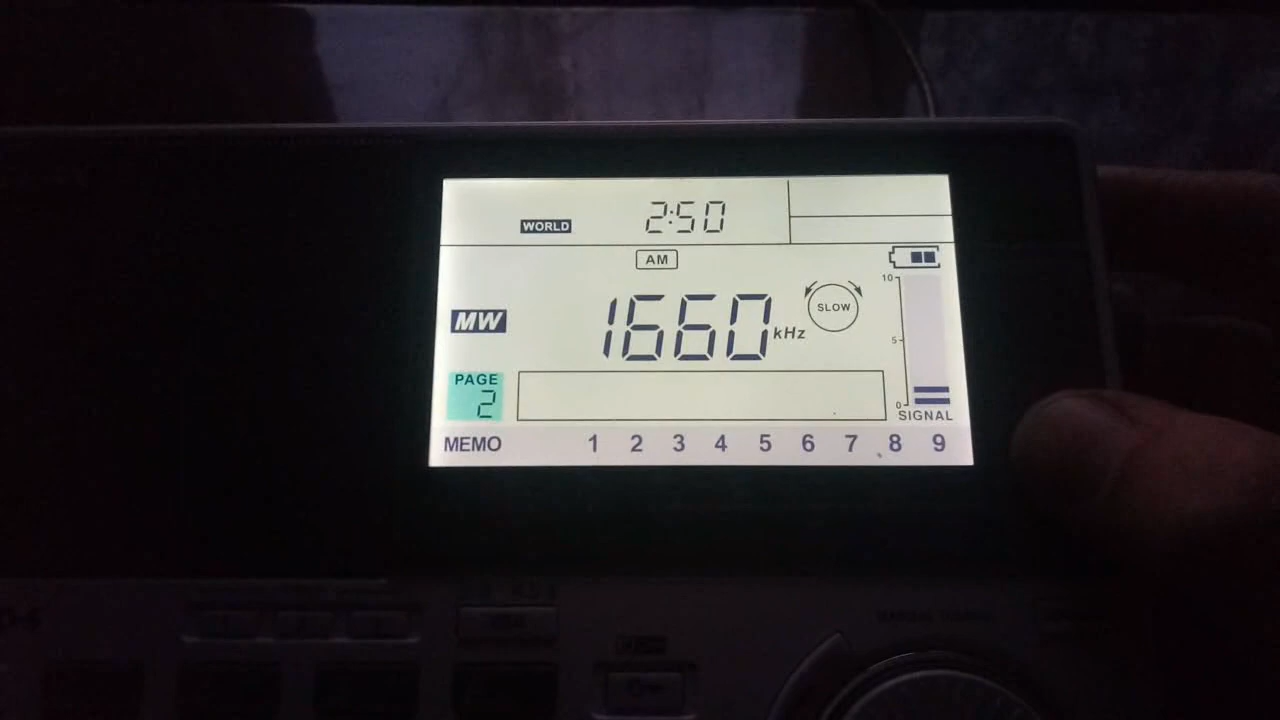 WORLD 2:50
AM
10
SLOW
MW 1660 kHz
5
PAGE
2
0
SIGNAL
MEMO 1 2 3 4 5 6 7 8 9